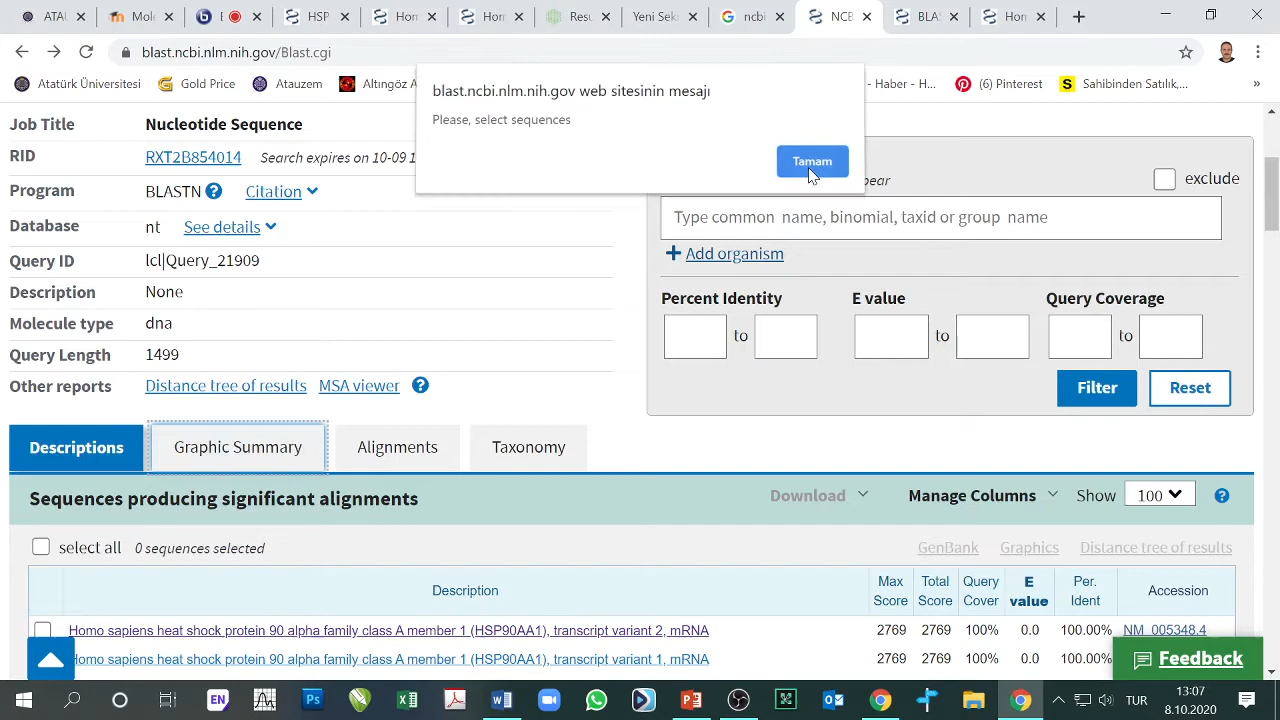 ATAL
Mole
HSP
Hom
Hom
Resu
Yeni Sek
ncbi
NCB
BLAS
Hom
blast.ncbi.nlm.nih.gov/Blast.cgi
Atatürk Üniversitesi
Gold Price
Atauzem
Altıngöz
- Haber - H...
(6) Pinterest
Sahibinden Satılık,...
»
blast.ncbi.nlm.nih.gov web sitesinin mesajı
Please, select sequences
Tamam
Job Title Nucleotide Sequence
RID RXT2B854014 Search expires on 10-09 1
Program BLASTN ? Citation
Database nt See details
Query ID lcl|Query_21909
Description None
Molecule type dna
Query Length 1499
Other reports Distance tree of results MSA viewer ?
exclude
Type common name, binomial, taxid or group name
+ Add organism
Percent Identity E value Query Coverage
to to to
Filter Reset
Descriptions Graphic Summary Alignments Taxonomy
Sequences producing significant alignments Download Manage Columns Show 100 ?
select all 0 sequences selected GenBank Graphics Distance tree of results
Description Max Score Total Score Query Cover E value Per. Ident Accession
Homo sapiens heat shock protein 90 alpha family class A member 1 (HSP90AA1), transcript variant 2, mRNA 2769 2769 100% 0.0 100.00% NM_005348.4
Homo sapiens heat shock protein 90 alpha family class A member 1 (HSP90AA1), transcript variant 1, mRNA 2769 2769 100% 0.0 100.00%
Feedback
EN
Ps
TUR
13:07
8.10.2020